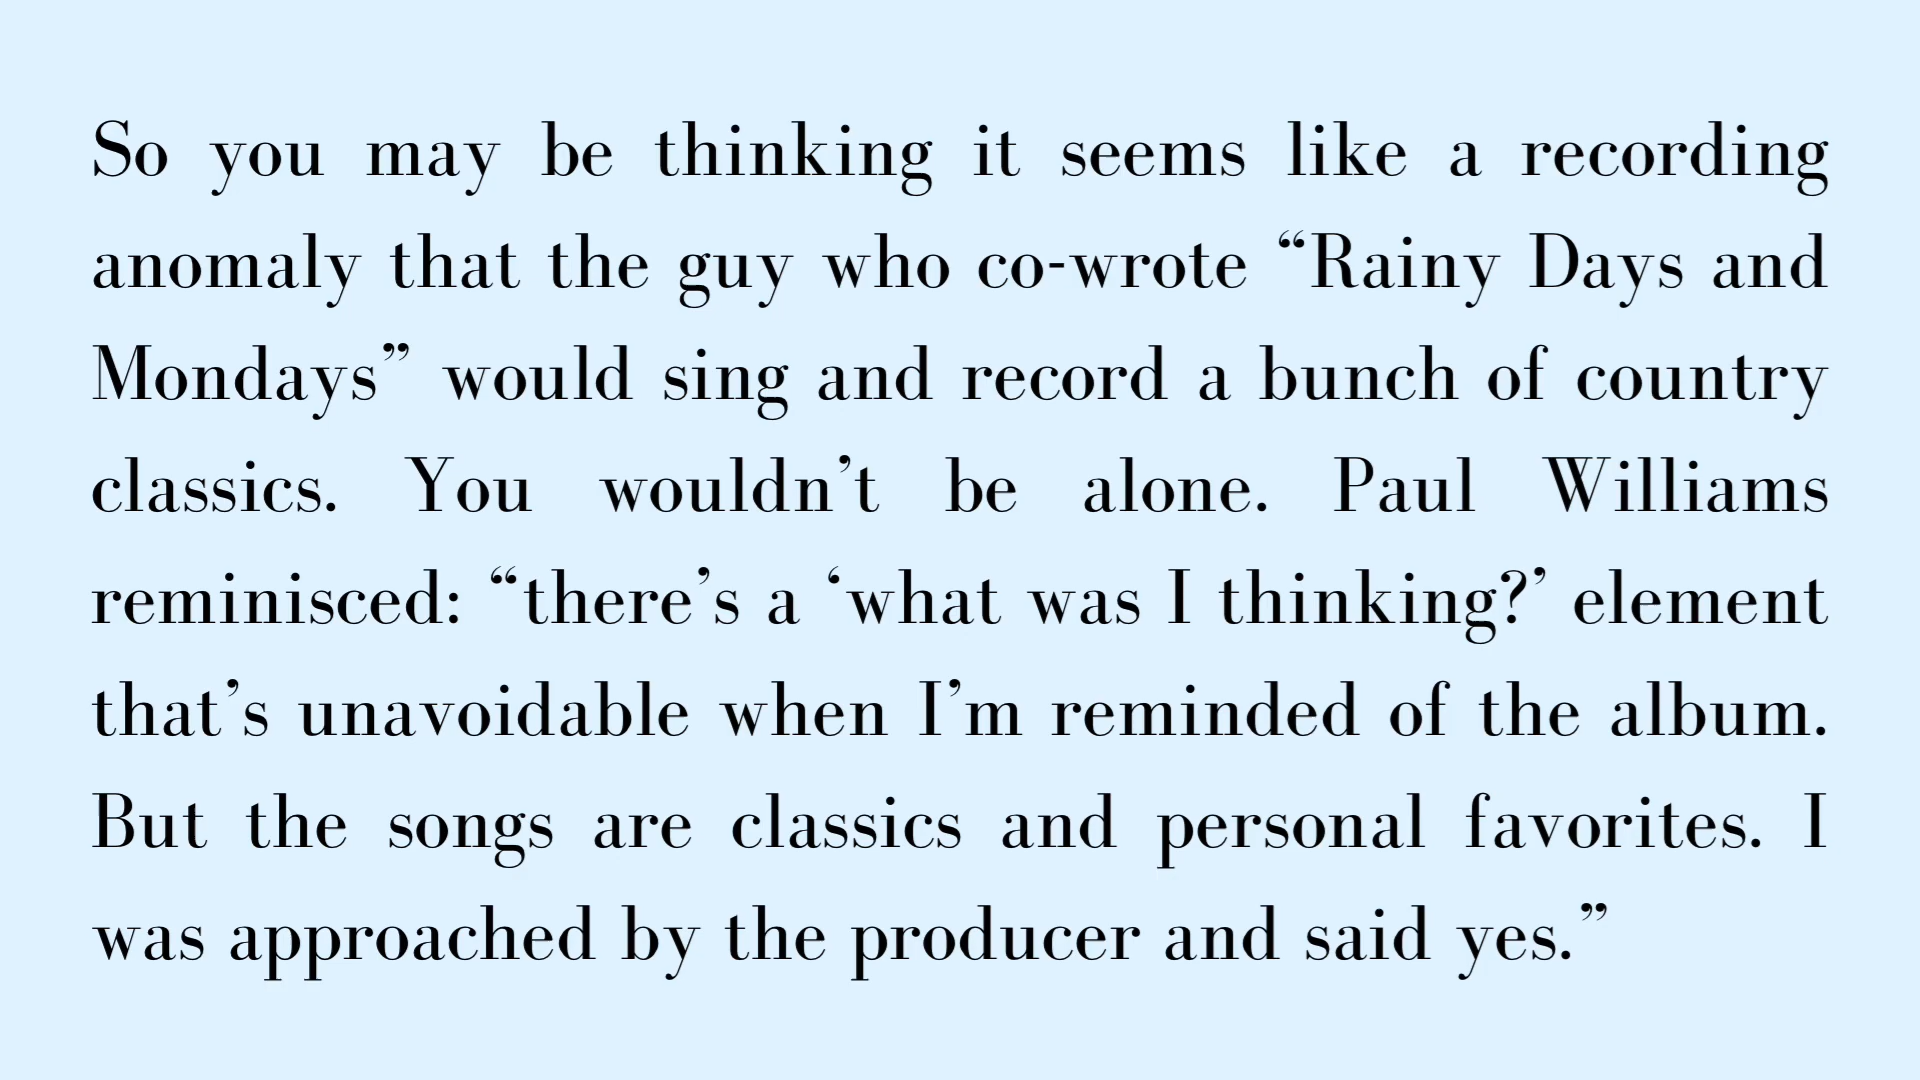 So you may be thinking it seems like a recording
anomaly that the guy who co-wrote “Rainy Days and
Mondays” would sing and record a bunch of country
classics. You wouldn’t be alone. Paul Williams
reminisced: “there’s a ‘what was I thinking?’ element
that’s unavoidable when I’m reminded of the album.
But the songs are classics and personal favorites. I
was approached by the producer and said yes.”